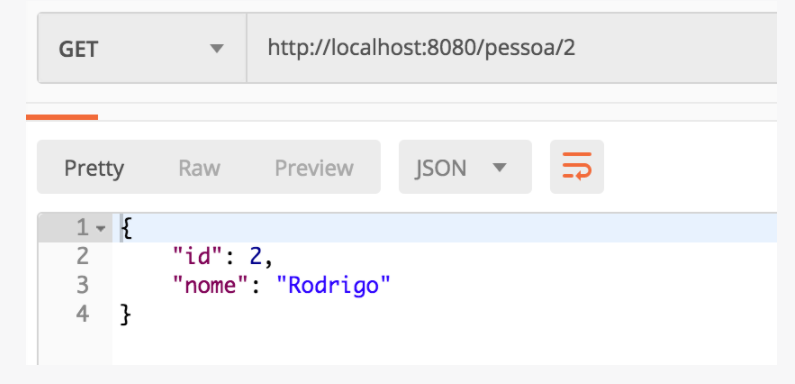 GET http://localhost:8080/pessoa/2
Pretty Raw Preview JSON
1 {
2 "id": 2,
3 "nome": "Rodrigo"
4 }